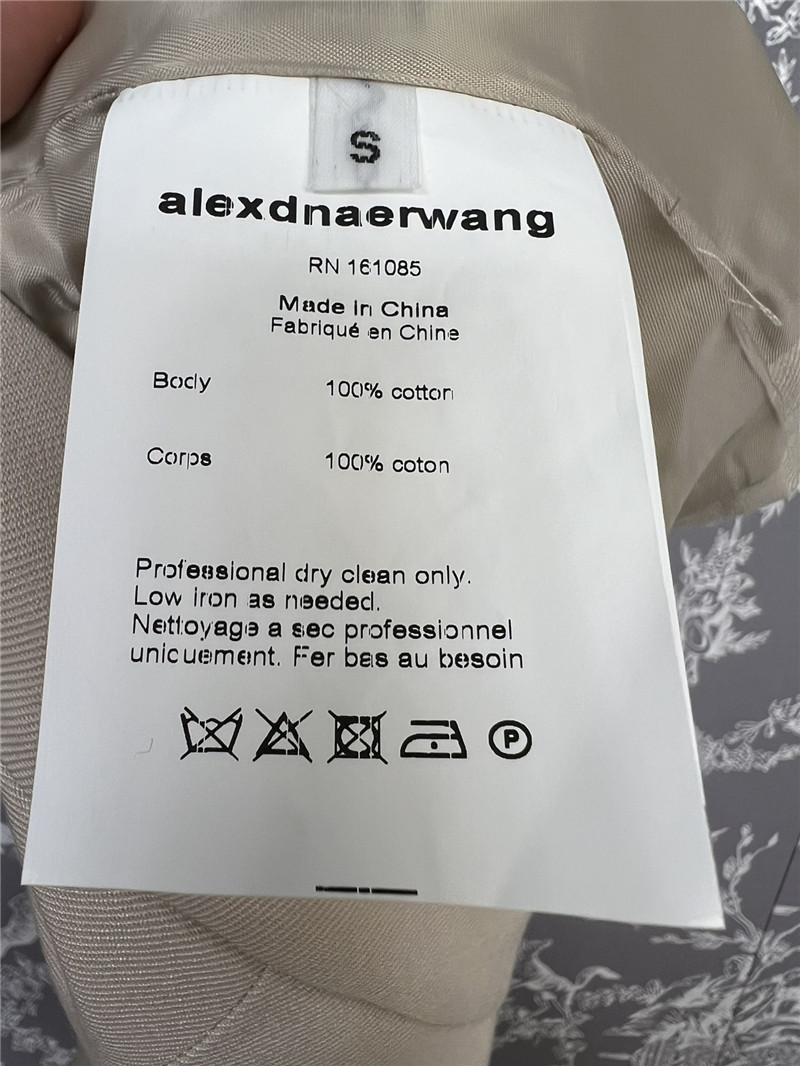 S
alexdnaerwang
RN 161085
Made in China
Fabriqué en Chine
Body 100% cotton
Corps 100% coton
Professional dry clean only.
Low iron as needed.
Nettoyage a sec professionnel
unicuement. Fer bas au besoin
P